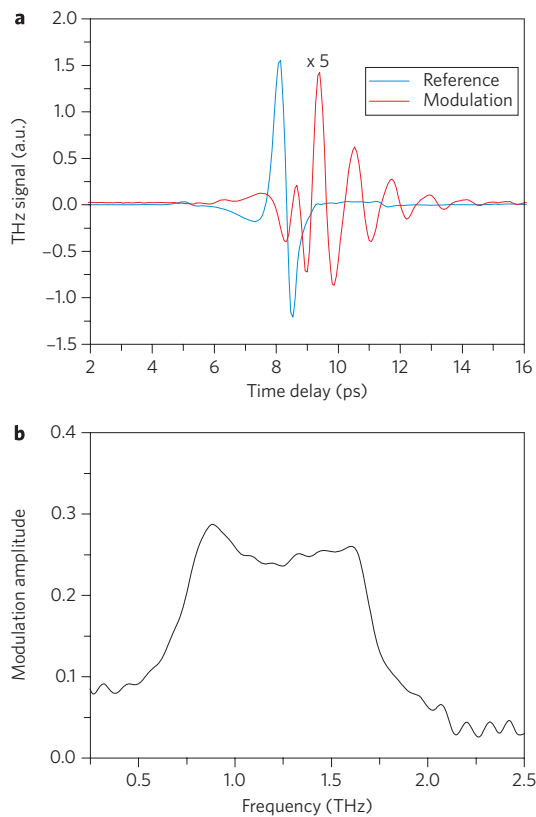 a
2.0
1.5
1.0
0.5
0.0
−0.5
−1.0
−1.5
THz signal (a.u.)
x 5
Reference
Modulation
2 4 6 8 10 12 14 16
Time delay (ps)
b
0.4
0.3
0.2
0.1
0.0
Modulation amplitude
0.5 1.0 1.5 2.0 2.5
Frequency (THz)